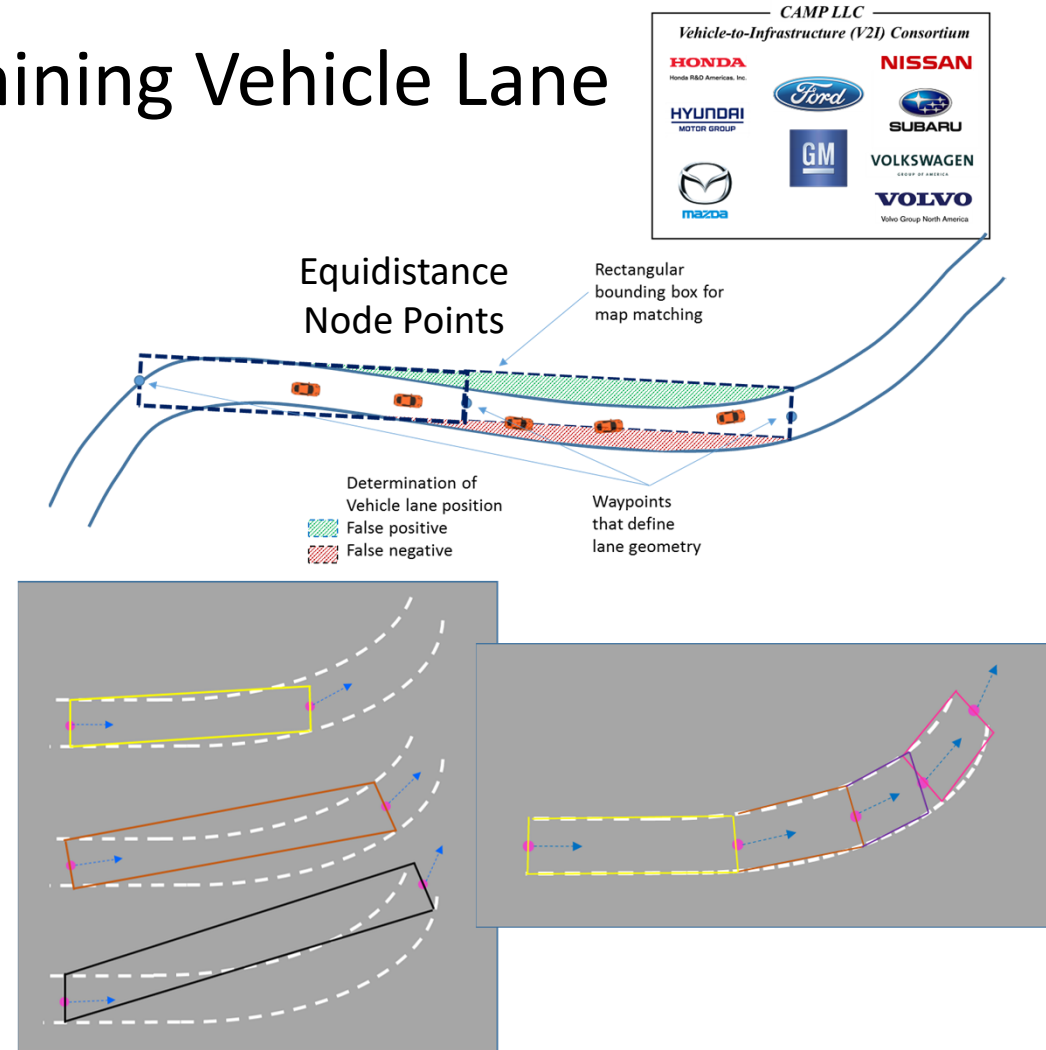 ining Vehicle Lane
CAMP LLC
Vehicle-to-Infrastructure (V2I) Consortium
HONDA
Honda R&D Americas, Inc.
Ford
NISSAN
HYUNDAI
MOTOR GROUP
SUBARU
GM
VOLKSWAGEN
GROUP OF AMERICA
mazda
VOLVO
Volvo Group North America
Equidistance
Node Points
Rectangular
bounding box for
map matching
Determination of
Vehicle lane position
False positive
False negative
Waypoints
that define
lane geometry